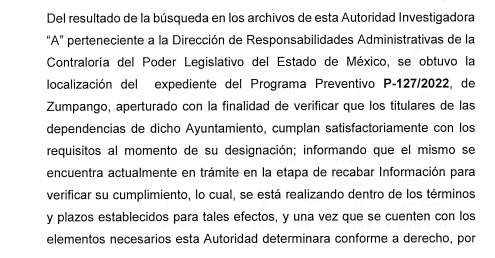 Del resultado de la búsqueda en los archivos de esta Autoridad Investigadora
“A” perteneciente a la Dirección de Responsabilidades Administrativas de la
Contraloría del Poder Legislativo del Estado de México, se obtuvo la
localización del expediente del Programa Preventivo P-127/2022, de
Zumpango, aperturado con la finalidad de verificar que los titulares de las
dependencias de dicho Ayuntamiento, cumplan satisfactoriamente con los
requisitos al momento de su designación; informando que el mismo se
encuentra actualmente en trámite en la etapa de recabar Información para
verificar su cumplimiento, lo cual, se está realizando dentro de los términos
y plazos establecidos para tales efectos, y una vez que se cuenten con los
elementos necesarios esta Autoridad determinara conforme a derecho, por